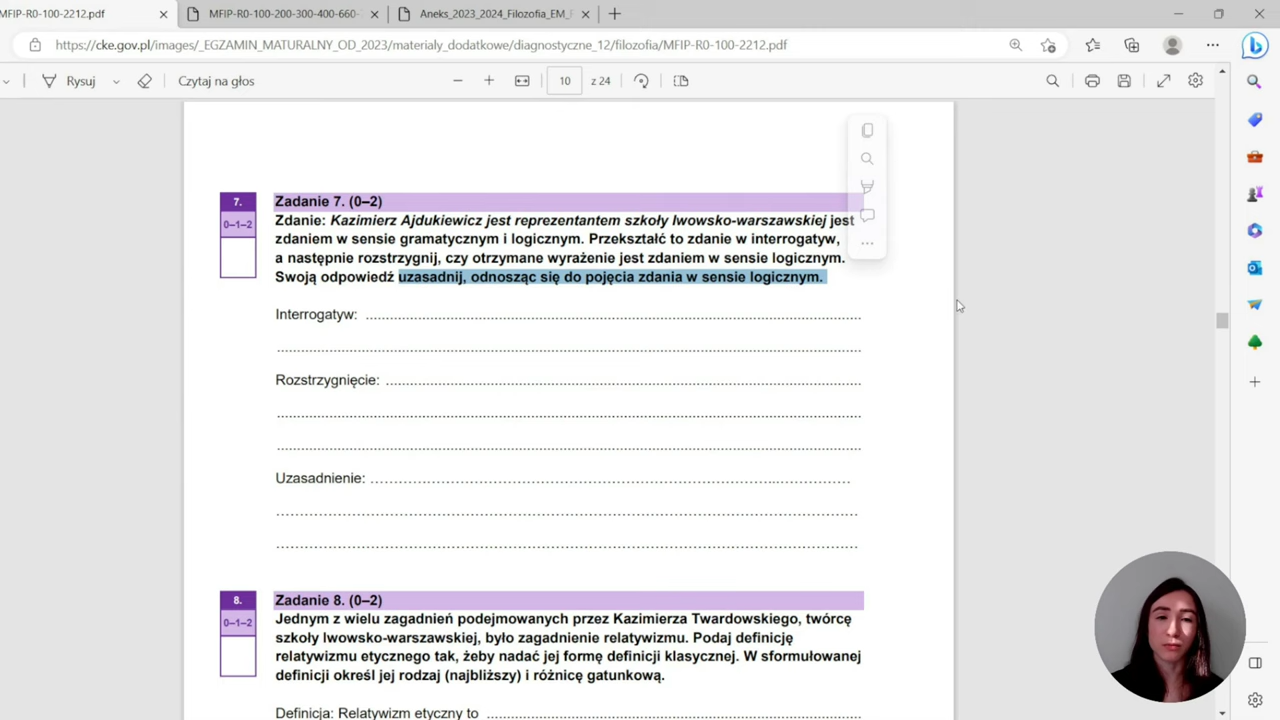 MFIP-R0-100-2212.pdf
MFIP-R0-100-200-300-400-660-
Aneks_2023_2024_Filozofia_EM_
https://cke.gov.pl/images/_EGZAMIN_MATURALNY_OD_2023/materialy_dodatkowe/diagnostyczne_12/filozofia/MFIP-R0-100-2212.pdf
Rysuj
Czytaj na głos
10
z 24
7.
0–1–2
Zadanie 7. (0–2)
Zdanie: Kazimierz Ajdukiewicz jest reprezentantem szkoły lwowsko-warszawskiej jest
zdaniem w sensie gramatycznym i logicznym. Przekształć to zdanie w interrogatyw,
a następnie rozstrzygnij, czy otrzymane wyrażenie jest zdaniem w sensie logicznym.
Swoją odpowiedź uzasadnij, odnosząc się do pojęcia zdania w sensie logicznym.
Interrogatyw:
Rozstrzygnięcie:
Uzasadnienie:
8.
0–1–2
Zadanie 8. (0–2)
Jednym z wielu zagadnień podejmowanych przez Kazimierza Twardowskiego, twórcę
szkoły lwowsko-warszawskiej, było zagadnienie relatywizmu. Podaj definicję
relatywizmu etycznego tak, żeby nadać jej formę definicji klasycznej. W sformułowanej
definicji określ jej rodzaj (najbliższy) i różnicę gatunkową.
Definicja: Relatywizm etyczny to